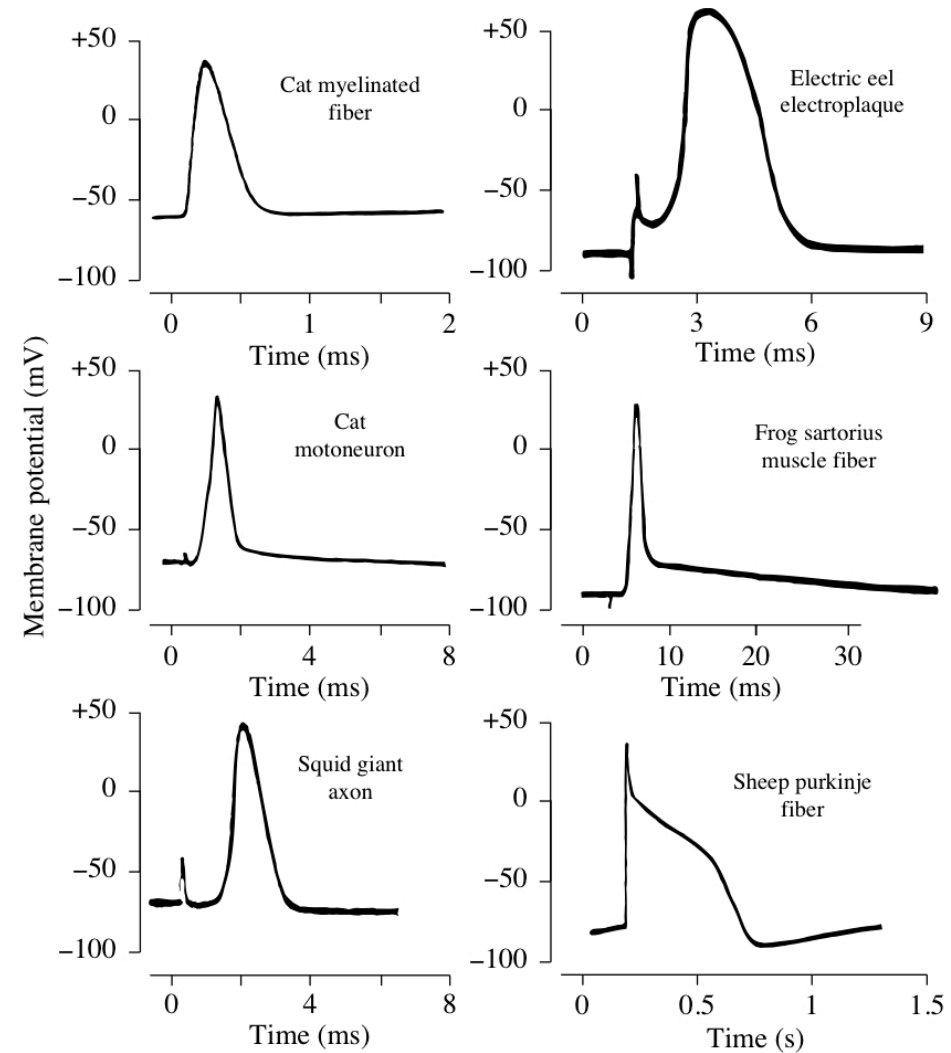 +50
0
−50
−100
Cat myelinated
fiber
0 1 2
Time (ms)
+50
0
−50
−100
Electric eel
electroplaque
0 3 6 9
Time (ms)
Membrane potential (mV)
+50
0
−50
−100
Cat
motoneuron
0 4 8
Time (ms)
+50
0
−50
−100
Frog sartorius
muscle fiber
0 10 20 30
Time (ms)
+50
0
−50
−100
Squid giant
axon
0 4 8
Time (ms)
+50
0
−50
−100
Sheep purkinje
fiber
0 0.5 1 1.5
Time (s)